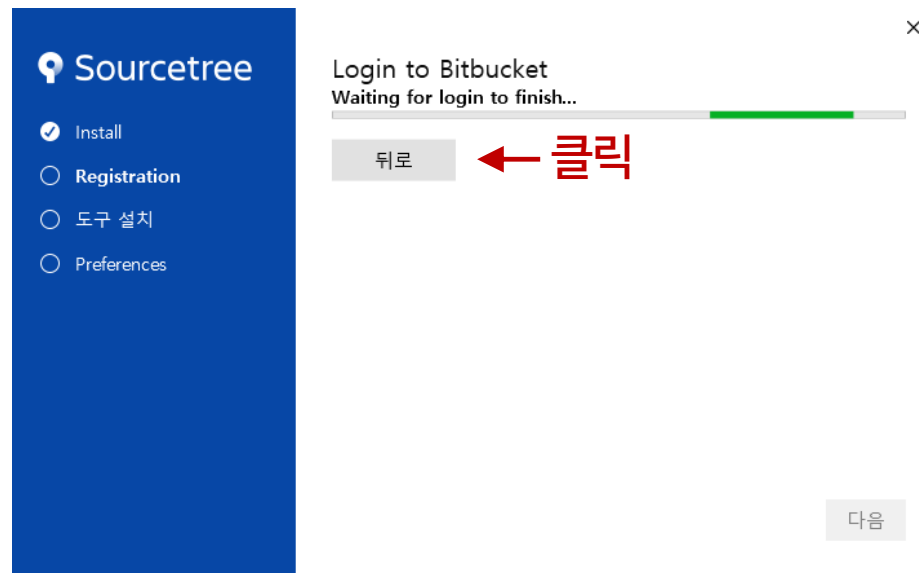 Sourcetree
Install
Registration
도구 설치
Preferences
Login to Bitbucket
Waiting for login to finish...
뒤로
클릭
다음